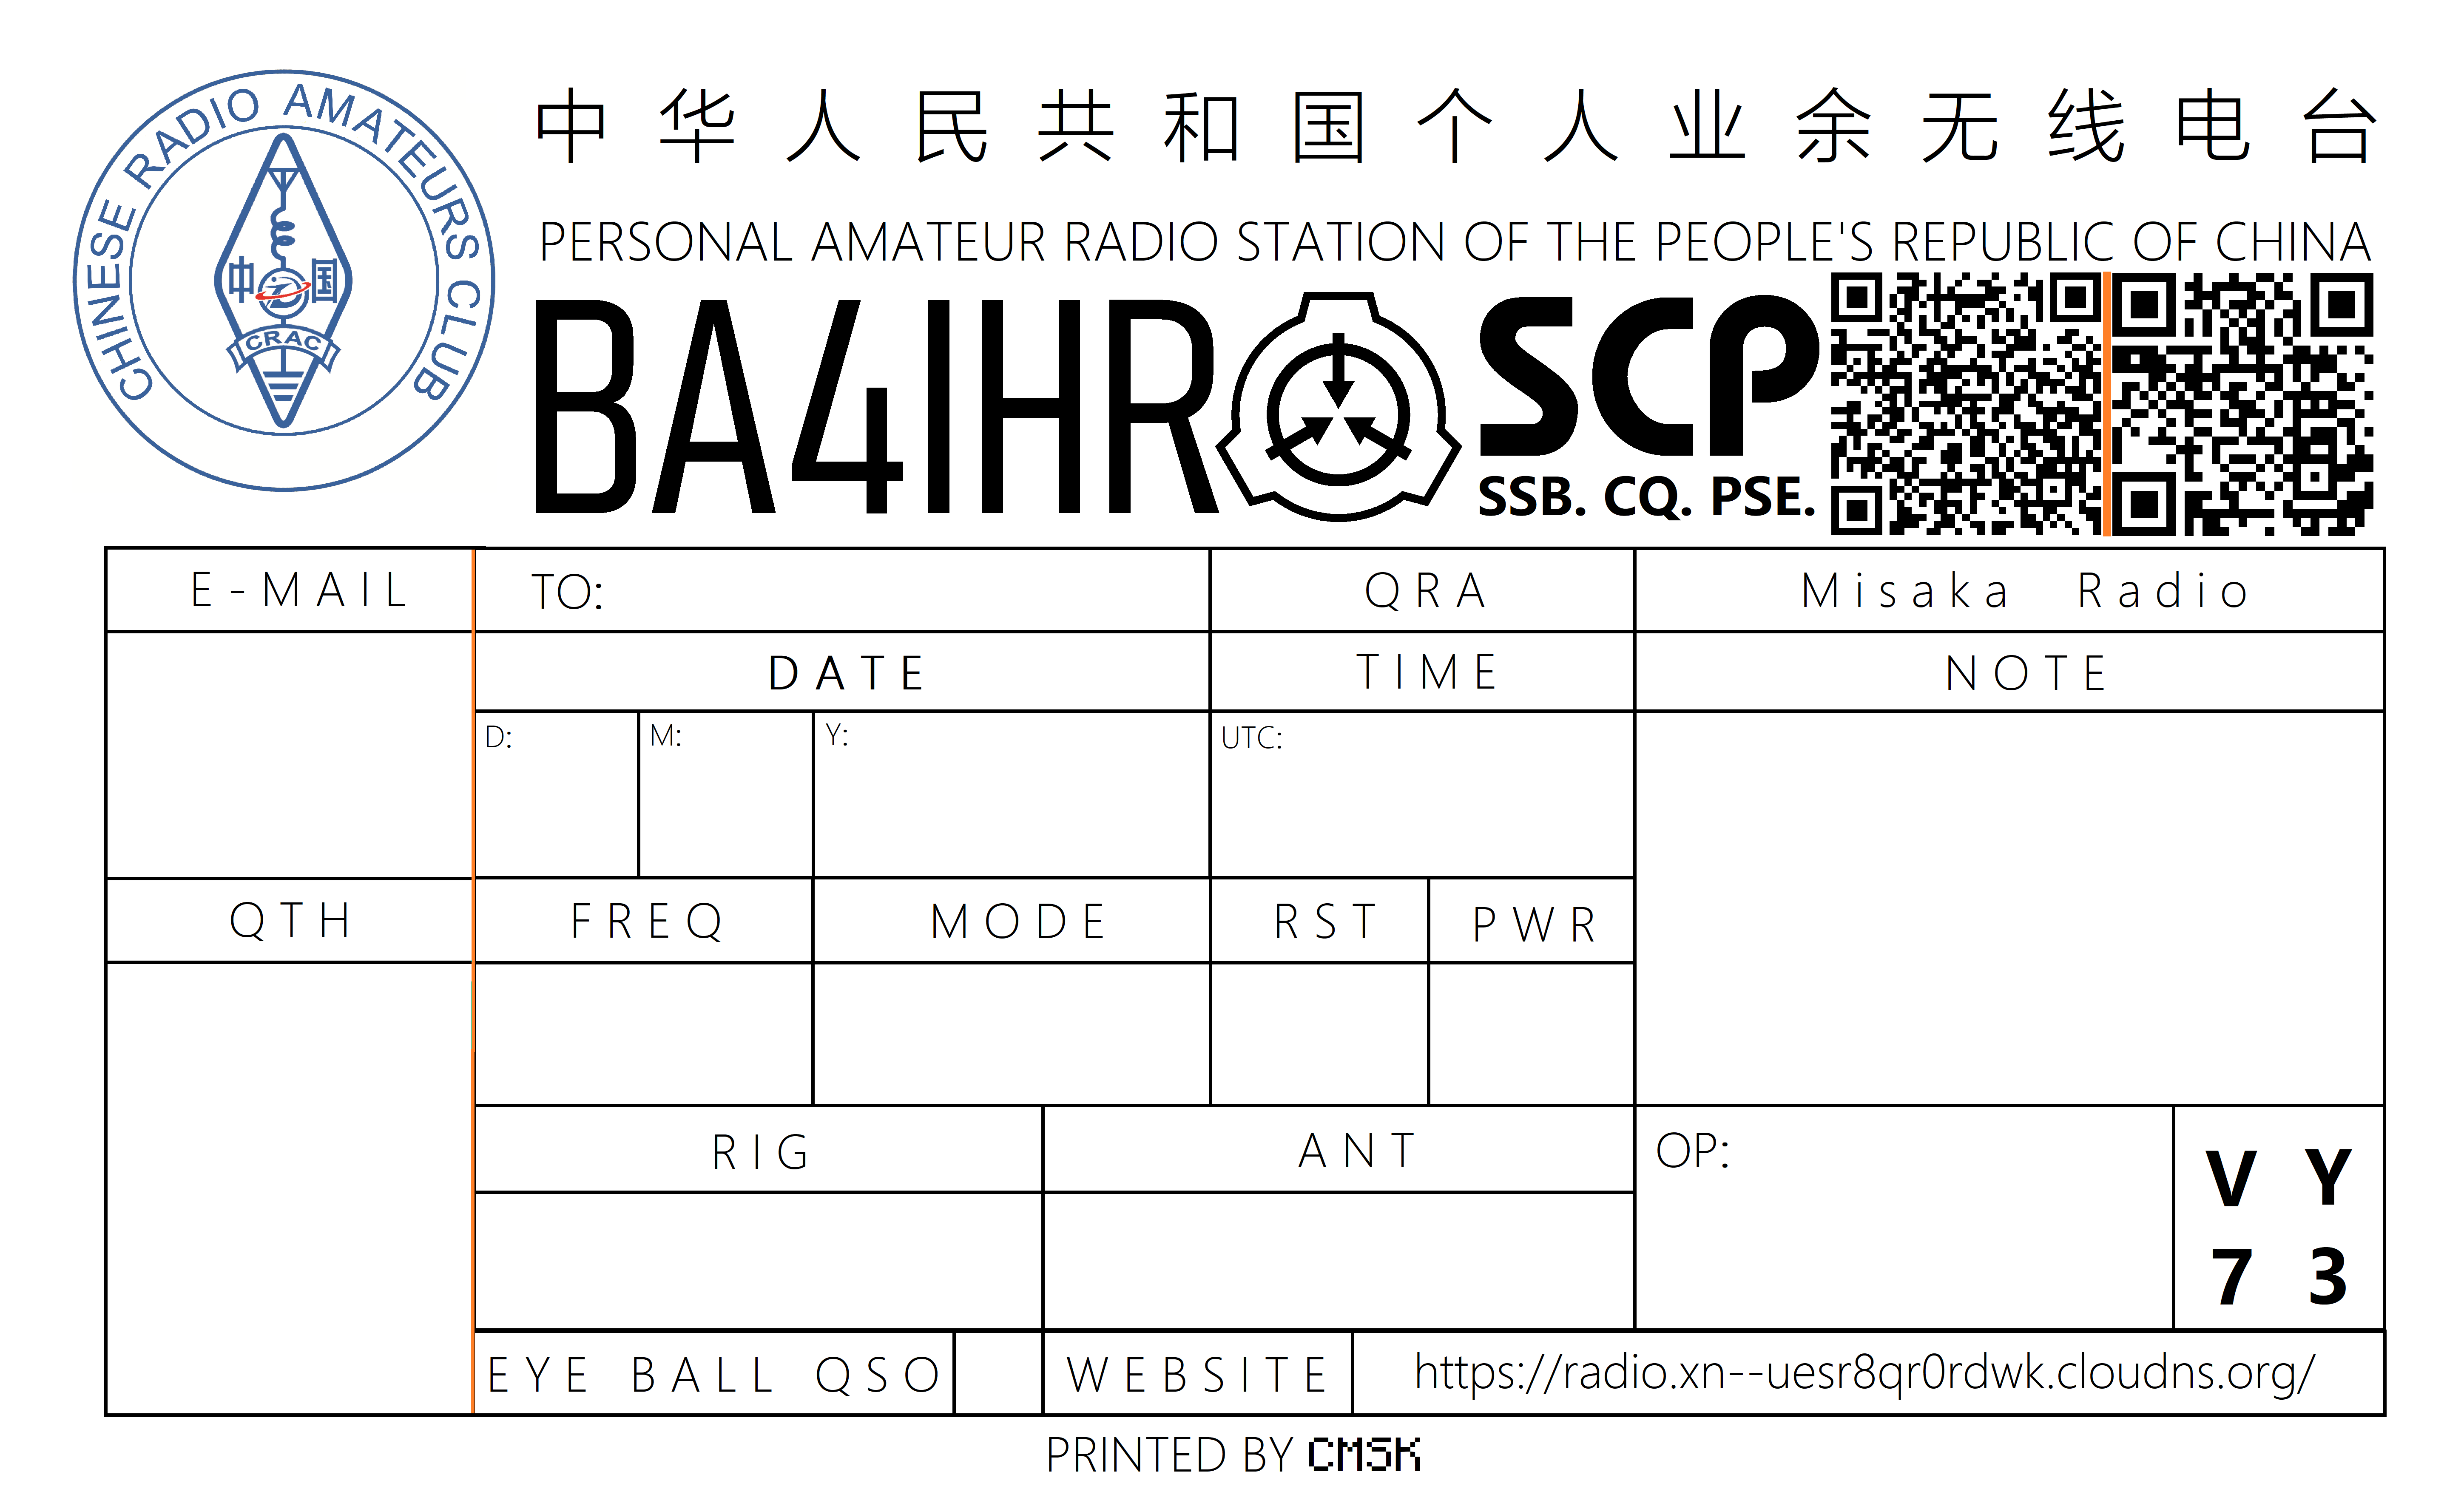 CHINESE RADIO AMATEURS CLUB
中国
CRAC
中华人民共和国个人业余无线电台
PERSONAL AMATEUR RADIO STATION OF THE PEOPLE'S REPUBLIC OF CHINA
BA4IHR SCP
SSB. CQ. PSE.
E-MAIL TO: QRA Misaka Radio
DATE TIME NOTE
D: M: Y: UTC:
QTH FREQ MODE RST PWR
RIG ANT OP: VY
73
EYE BALL QSO WEBSITE https://radio.xn--uesr8qr0rdwk.cloudns.org/
PRINTED BY CMSK